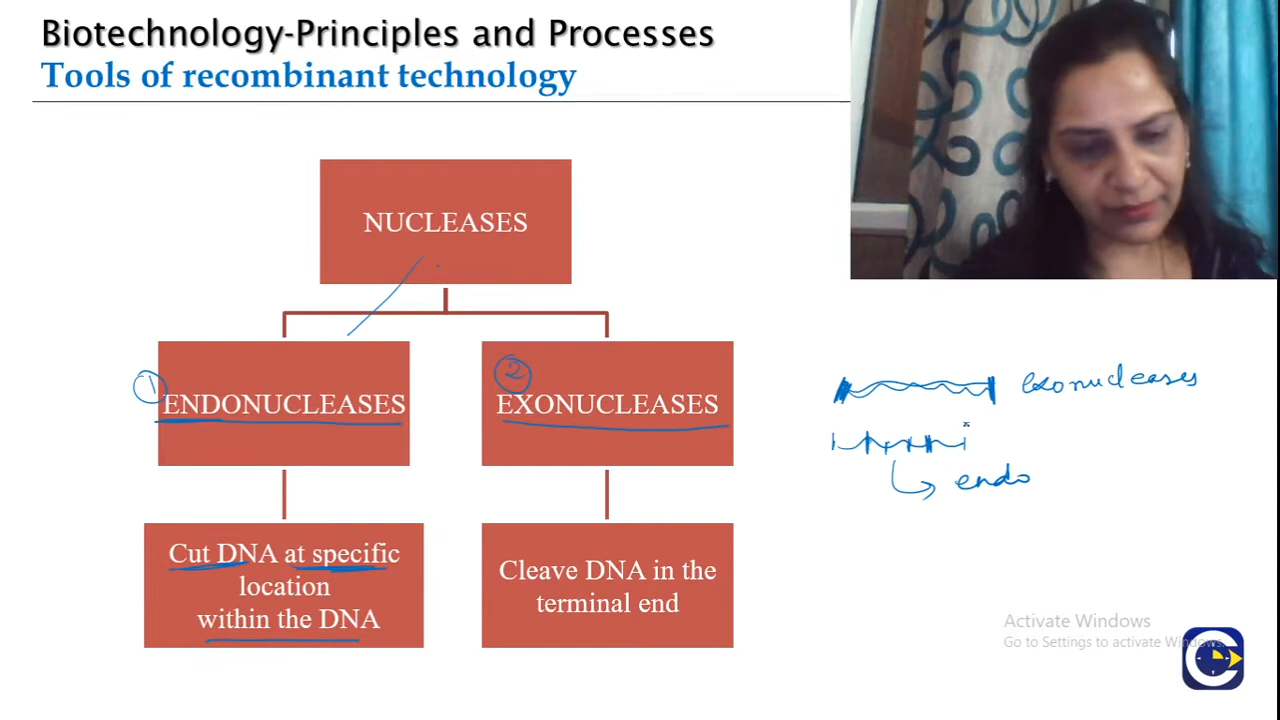 Biotechnology-Principles and Processes
Tools of recombinant technology
NUCLEASES
1
ENDONUCLEASES
2
EXONUCLEASES
Cut DNA at specific
location
within the DNA
Cleave DNA in the
terminal end
exonucleases
endo
Activate Windows
Go to Settings to activate Windows.